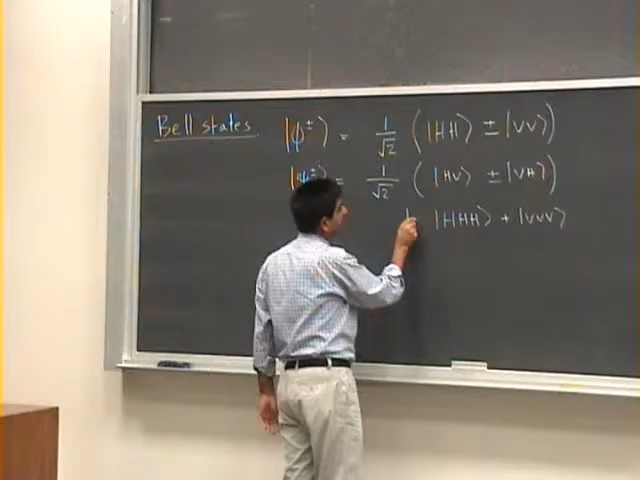 Bell states |ϕ±⟩ = 1/√2 (|HH⟩ ± |VV⟩)
|ψ±⟩ = 1/√2 (|HV⟩ ± |VH⟩)
|HHH⟩ + |VVV⟩